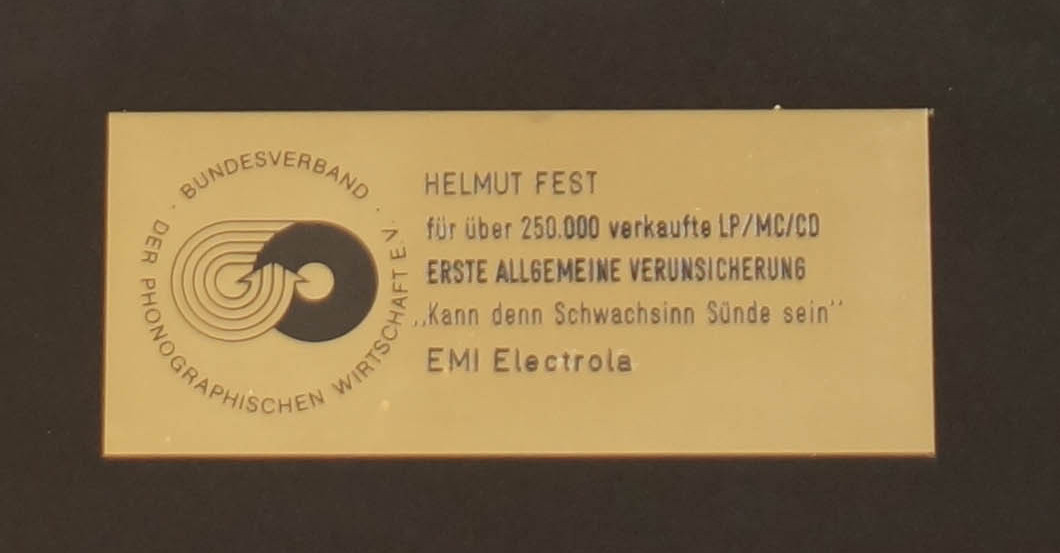 · BUNDESVERBAND ·
DER PHONOGRAPHISCHEN WIRTSCHAFT E.V.
HELMUT FEST
für über 250.000 verkaufte LP/MC/CD
ERSTE ALLGEMEINE VERUNSICHERUNG
„Kann denn Schwachsinn Sünde sein"
EMI Electrola